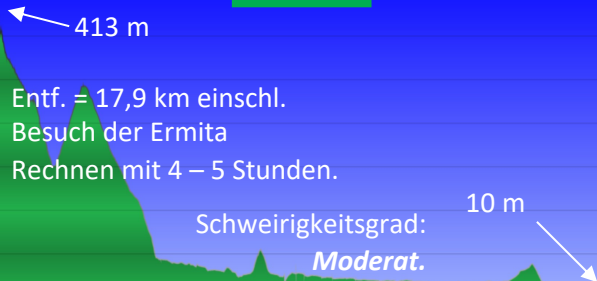 413 m
Entf. = 17,9 km einschl.
Besuch der Ermita
Rechnen mit 4 – 5 Stunden.
Schweirigkeitsgrad:
10 m
Moderat.